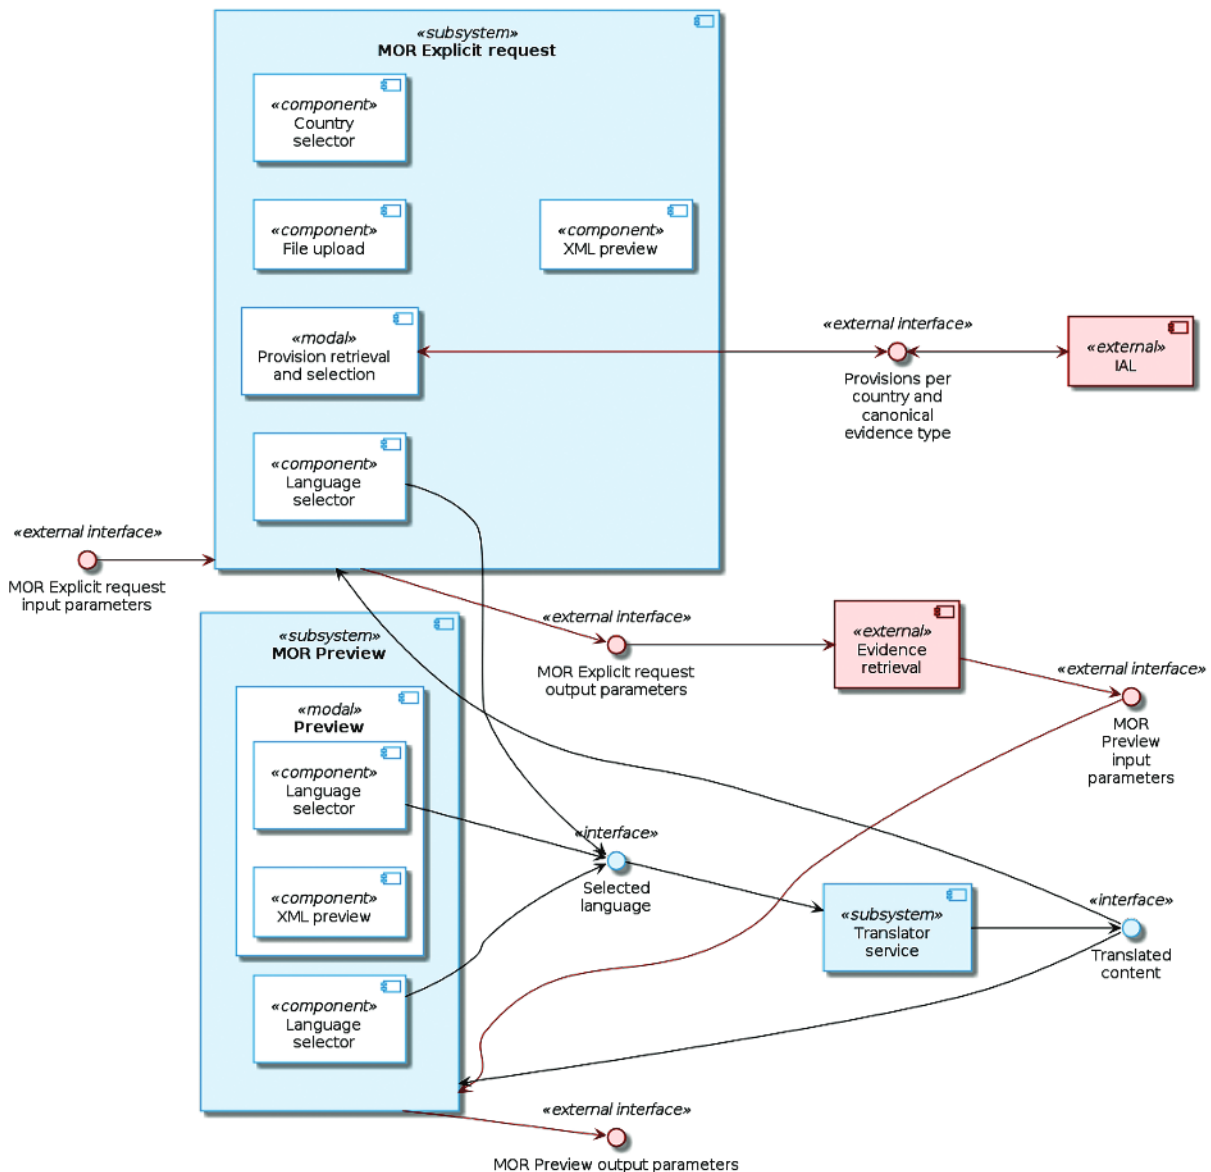 «subsystem»
MOR Explicit request
«component»
Country
selector
«component»
File upload
«component»
XML preview
«modal»
Provision retrieval
and selection
«external interface»
Provisions per
country and
canonical
evidence type
«external»
IAL
«component»
Language
selector
«external interface»
MOR Explicit request
input parameters
«external interface»
MOR Explicit request
output parameters
«external»
Evidence
retrieval
«external interface»
MOR
Preview
input
parameters
«subsystem»
MOR Preview
«modal»
Preview
«component»
Language
selector
«component»
XML preview
«component»
Language
selector
«interface»
Selected
language
«subsystem»
Translator
service
«interface»
Translated
content
«external interface»
MOR Preview output parameters